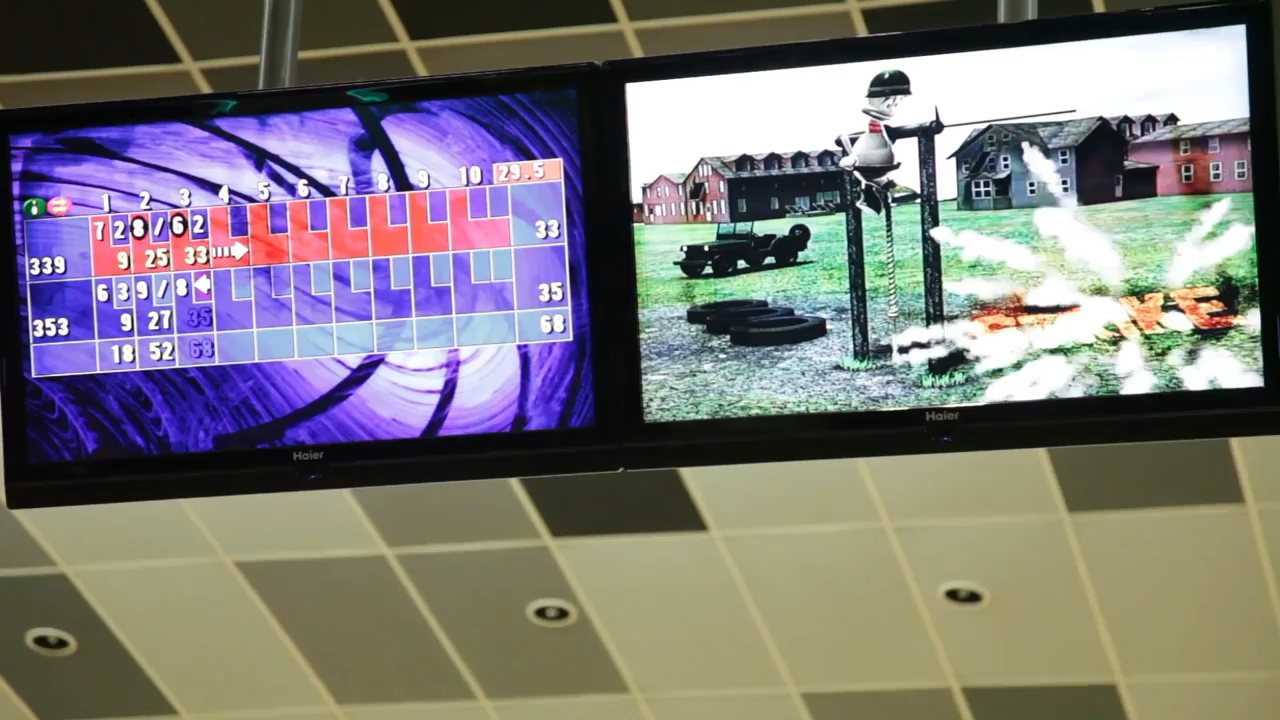 1 2 3 4 5 6 7 8 9 10 29.5
7 2 8 / 6 2
339 9 25 33 33
6 3 9 / 8
353 9 27 35 35
18 52 68 68
Haier
Haier